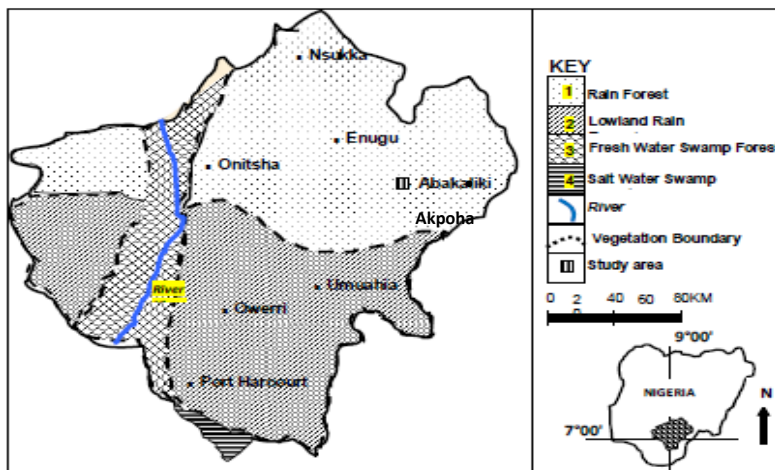 Nsukka
Enugu
Onitsha
Abakaliki
Akpoha
Umuahia
River
Owerri
Port Harcourt
KEY
1 Rain Forest
2 Lowland Rain
3 Fresh Water Swamp Fores
4 Salt Water Swamp
River
Vegetation Boundary
Study area
0 2 40 60 80KM
9°00'
NIGERIA
N
7°00'